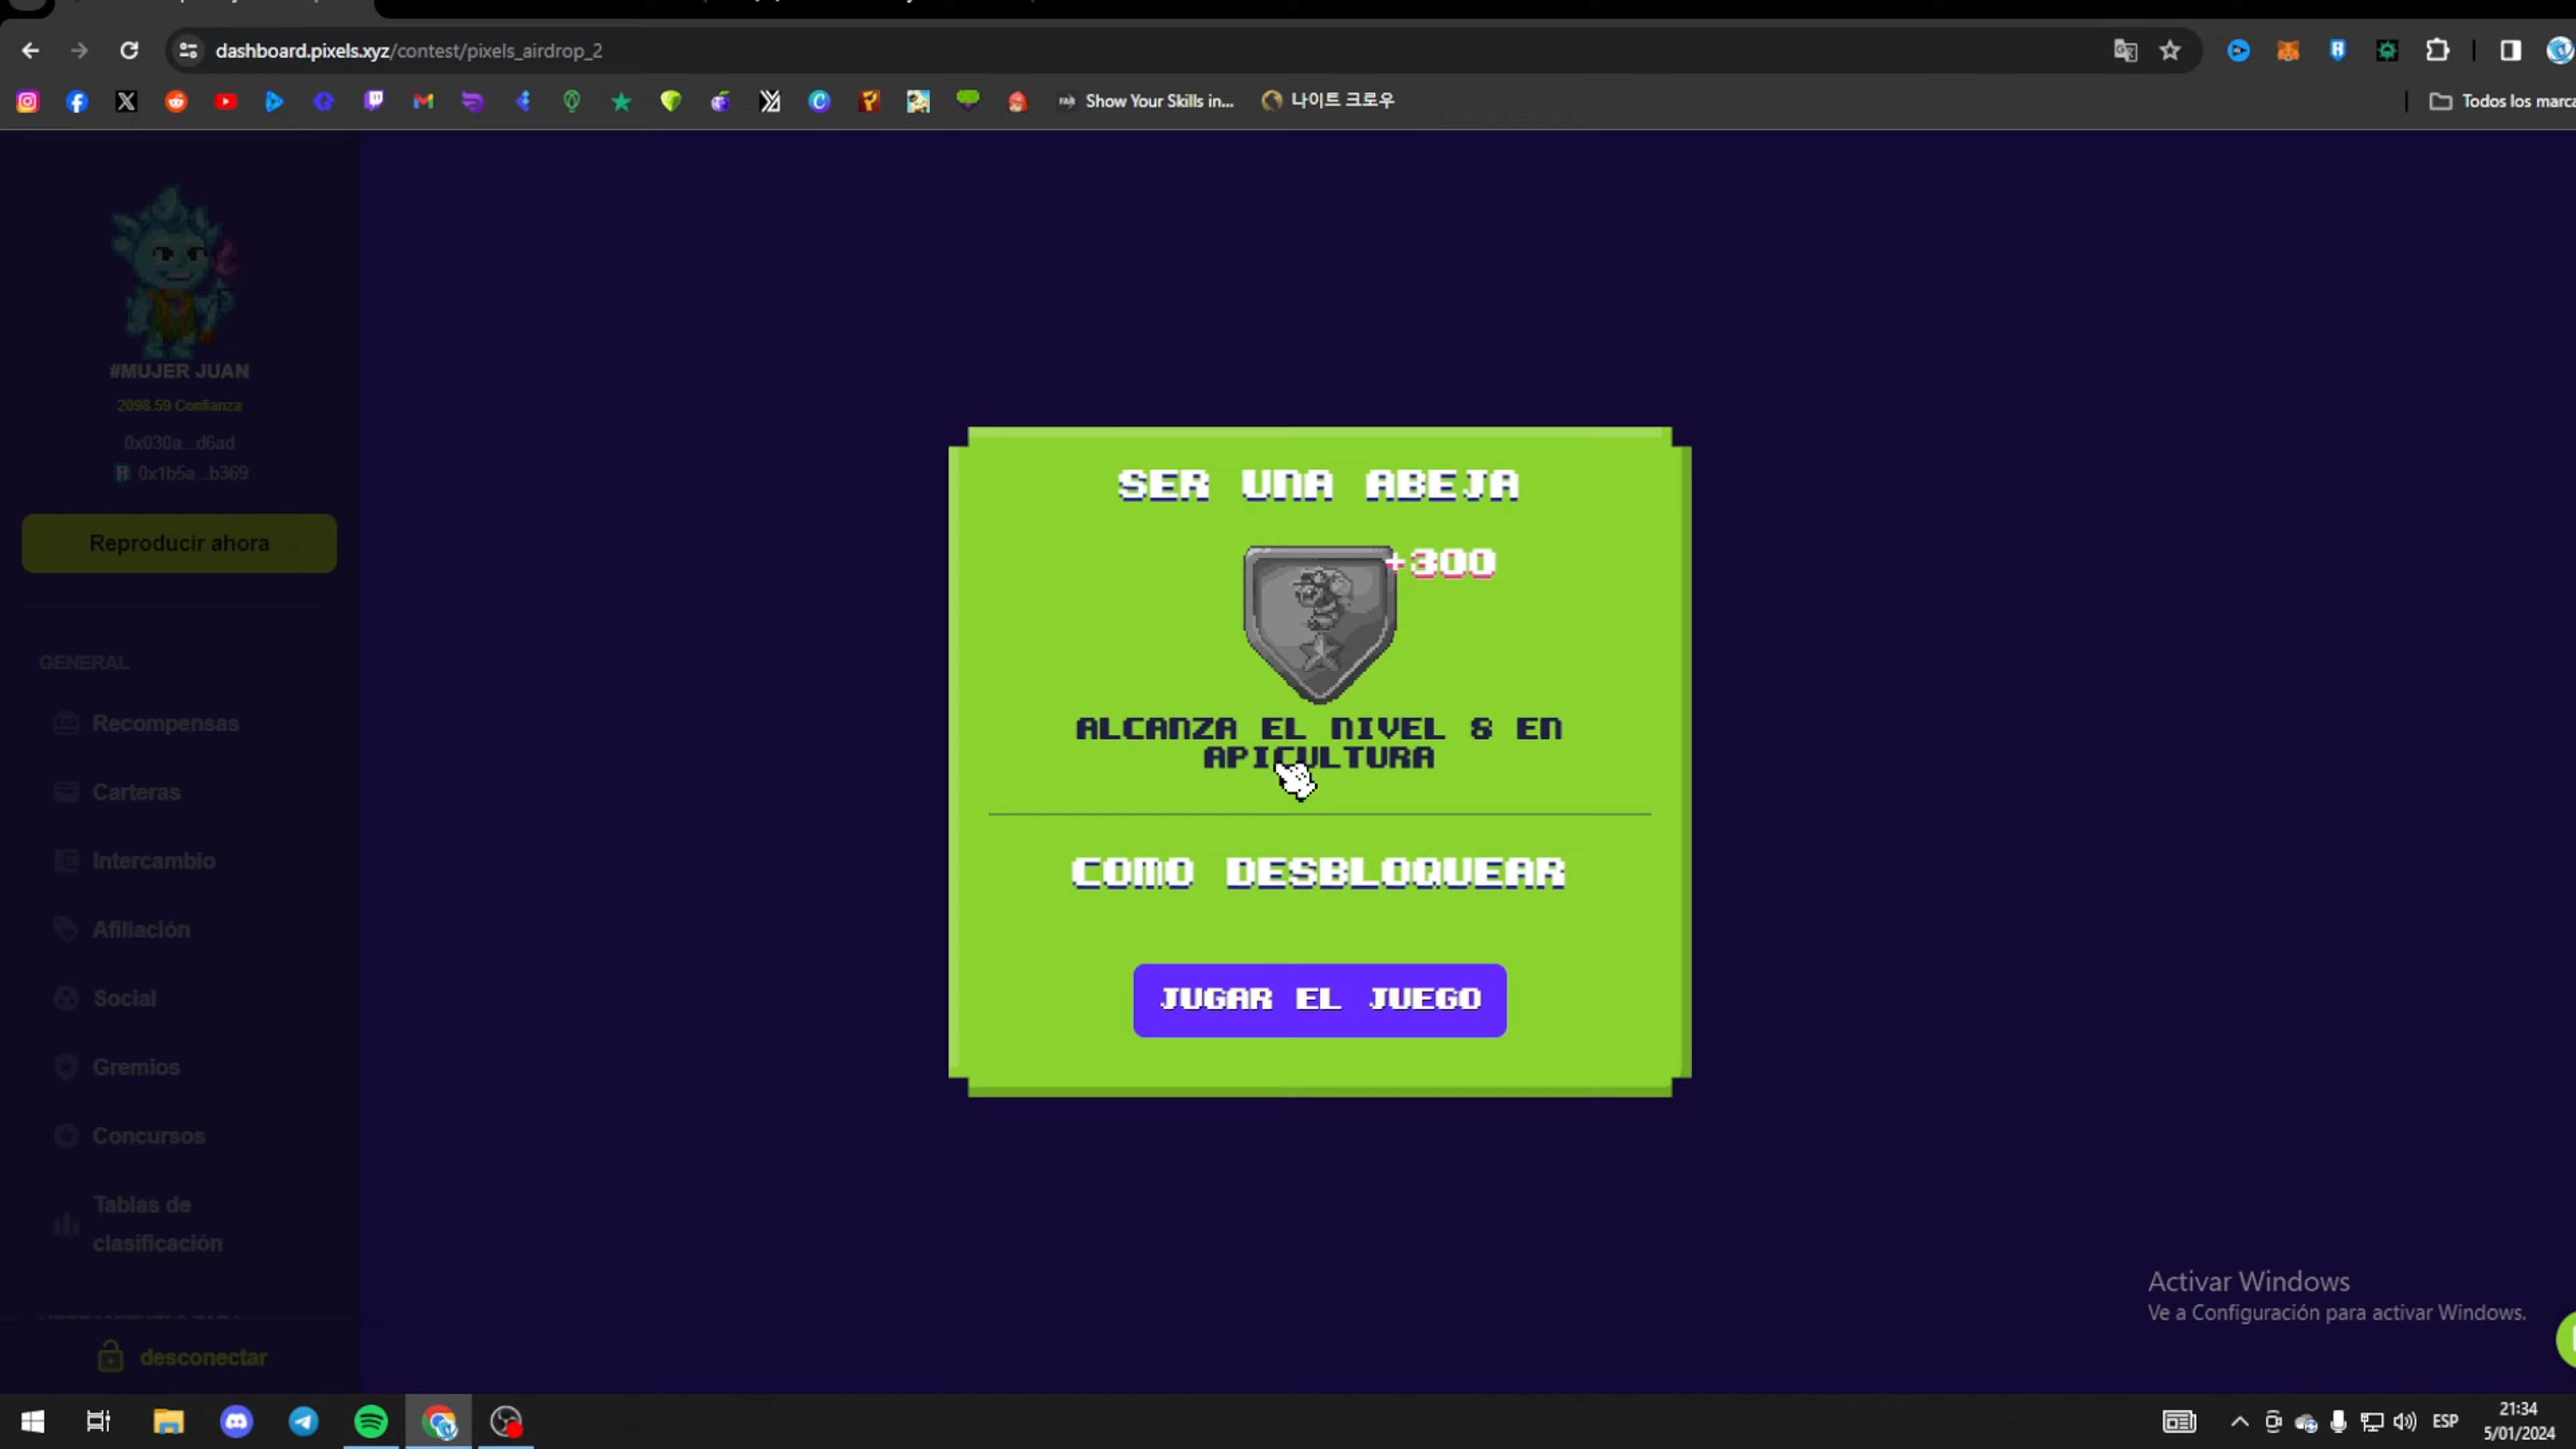 dashboard.pixels.xyz/contest/pixels_airdrop_2
Show Your Skills in...
나이트 크로우
Todos los marca
#MUJER JUAN
2098.59 Confianza
0x030a...d6ad
0x1b5a...b369
Reproducir ahora
GENERAL
Recompensas
Carteras
Intercambio
Afiliación
Social
Gremios
Concursos
Tablas de
clasificación
desconectar
SER UNA ABEJA
+300
ALCANZA EL NIVEL 8 EN
APICULTURA
COMO DESBLOQUEAR
JUGAR EL JUEGO
Activar Windows
Ve a Configuración para activar Windows.
ESP
21:34
5/01/2024